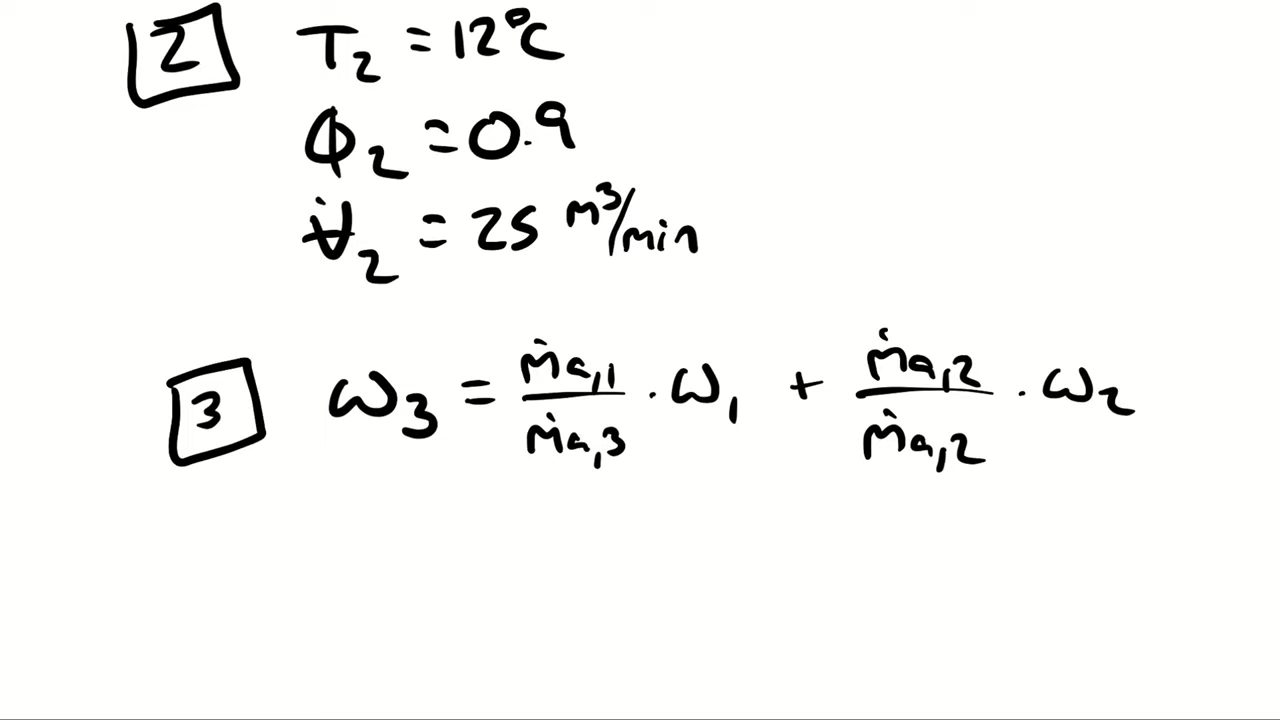 2 T₂ = 12°C
ϕ₂ = 0.9
V̶̇₂ = 25 m³/min
3 ω₃ = ṁa,1/ṁa,3 · ω₁ + ṁa,2/ṁa,2 · ω₂